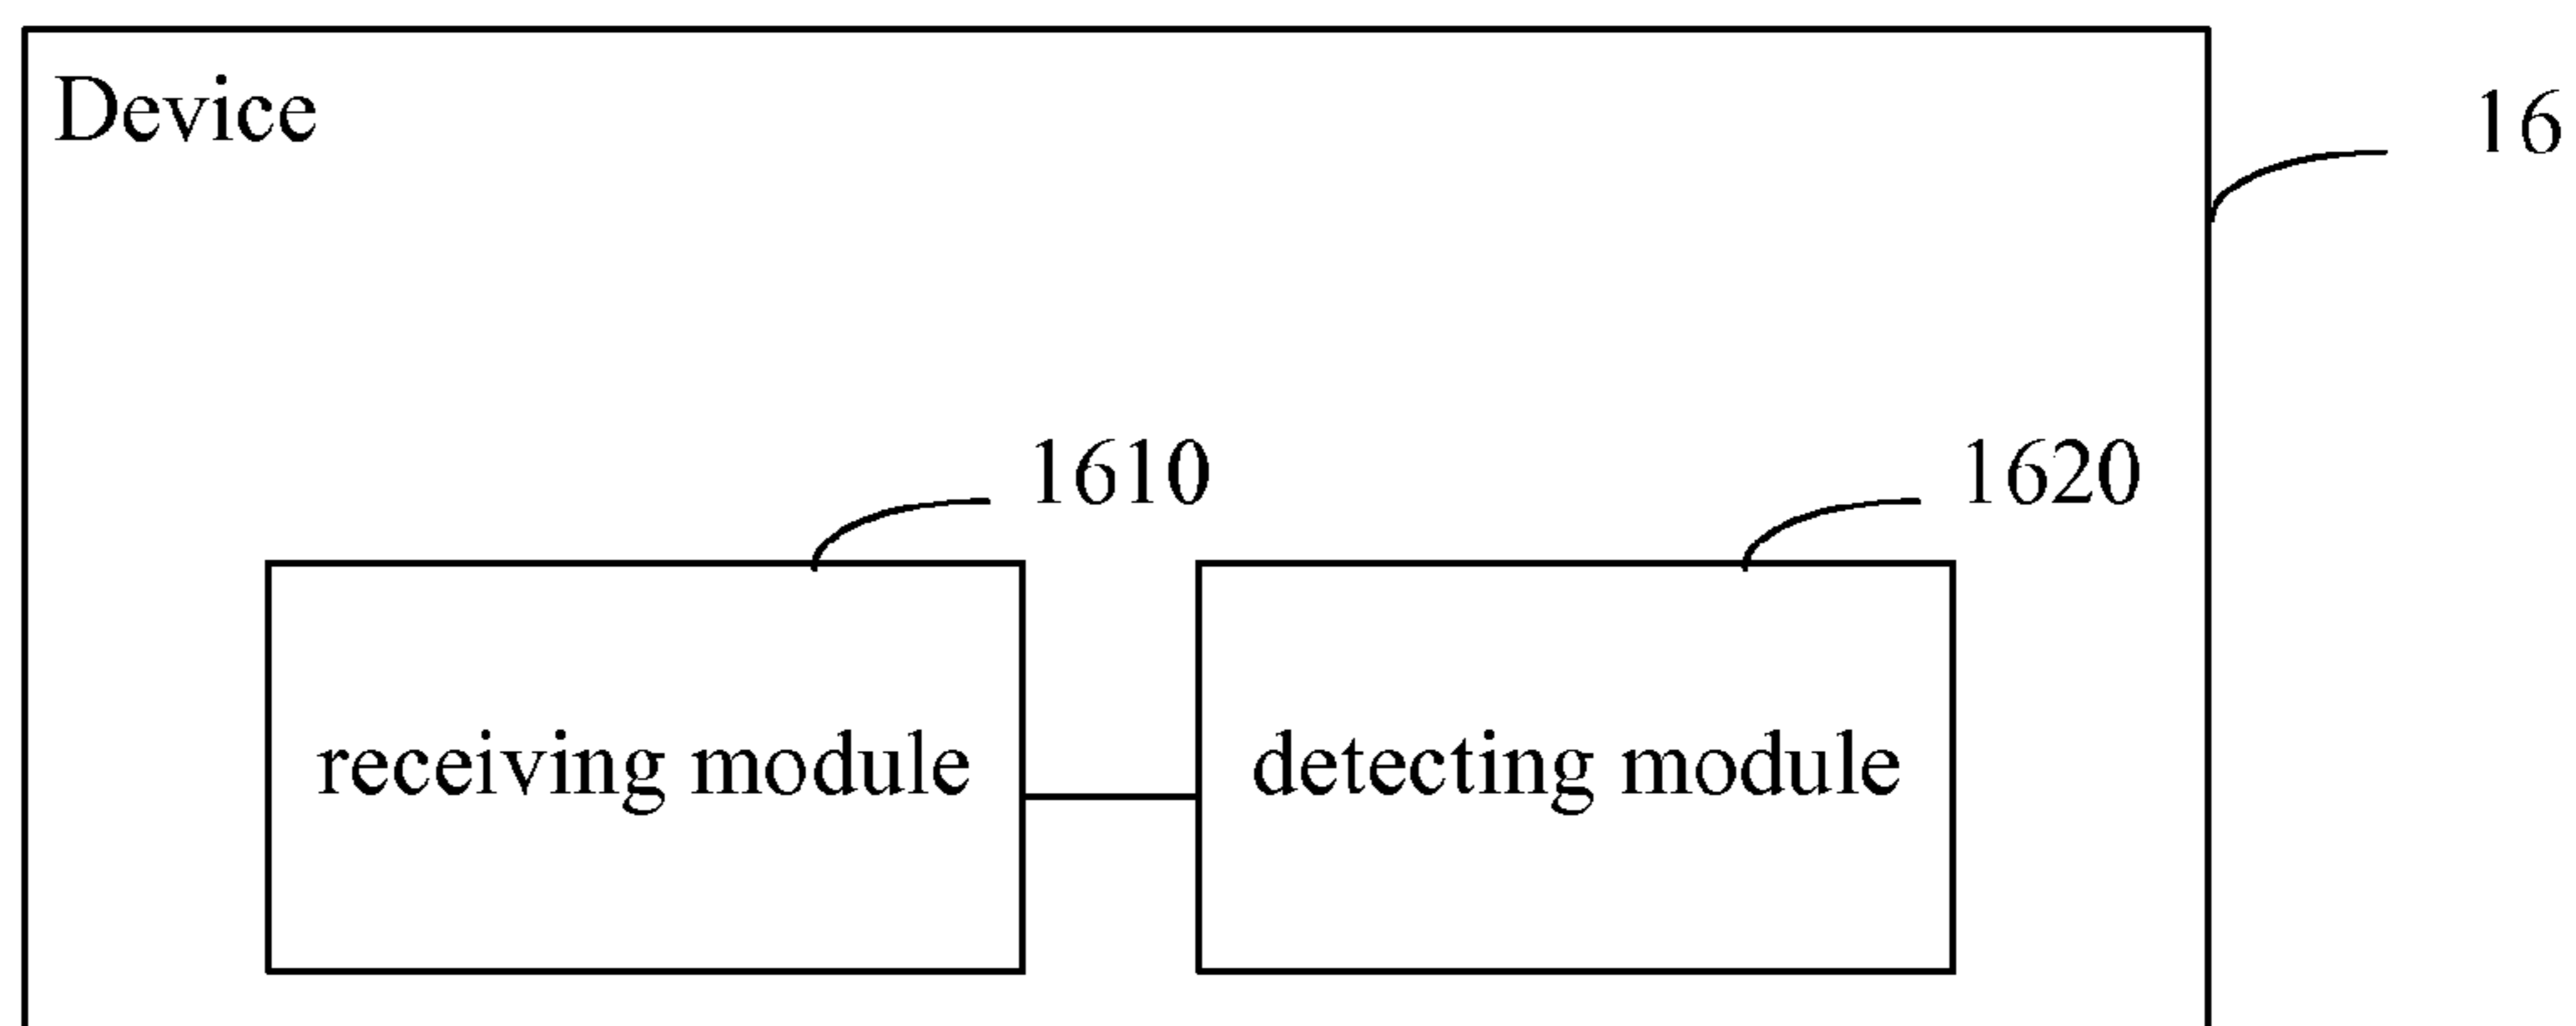 Device
16
1610
1620
receiving module
detecting module